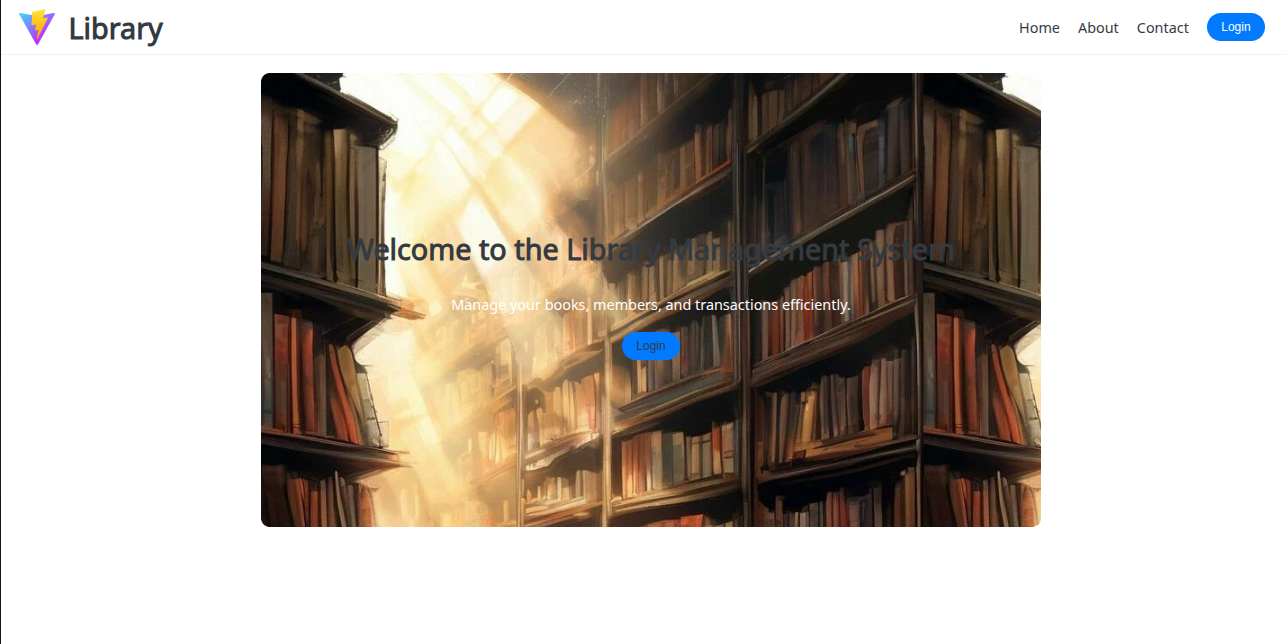 Library
Home About Contact Login
Welcome to the Library Management System
Manage your books, members, and transactions efficiently.
Login